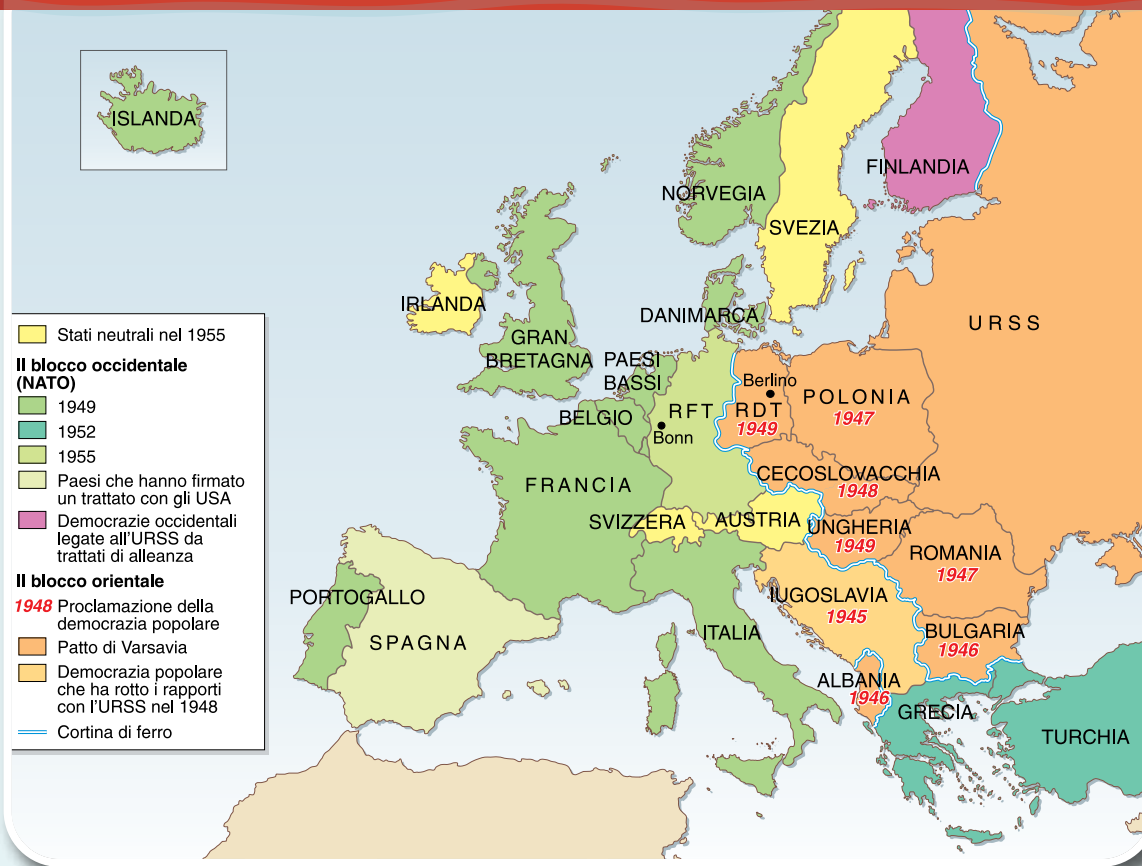 ISLANDA
FINLANDIA
NORVEGIA
SVEZIA
IRLANDA
DANIMARCA
URSS
GRAN
BRETAGNA
PAESI
BASSI
Berlino
POLONIA
1947
BELGIO
RFT
RDT
1949
Bonn
CECOSLOVACCHIA
1948
FRANCIA
SVIZZERA
AUSTRIA
UNGHERIA
1949
ROMANIA
1947
PORTOGALLO
IUGOSLAVIA
1945
SPAGNA
ITALIA
BULGARIA
1946
ALBANIA
1946
GRECIA
TURCHIA
Stati neutrali nel 1955
Il blocco occidentale
(NATO)
1949
1952
1955
Paesi che hanno firmato
un trattato con gli USA
Democrazie occidentali
legate all'URSS da
trattati di alleanza
Il blocco orientale
1948 Proclamazione della
democrazia popolare
Patto di Varsavia
Democrazia popolare
che ha rotto i rapporti
con l'URSS nel 1948
Cortina di ferro